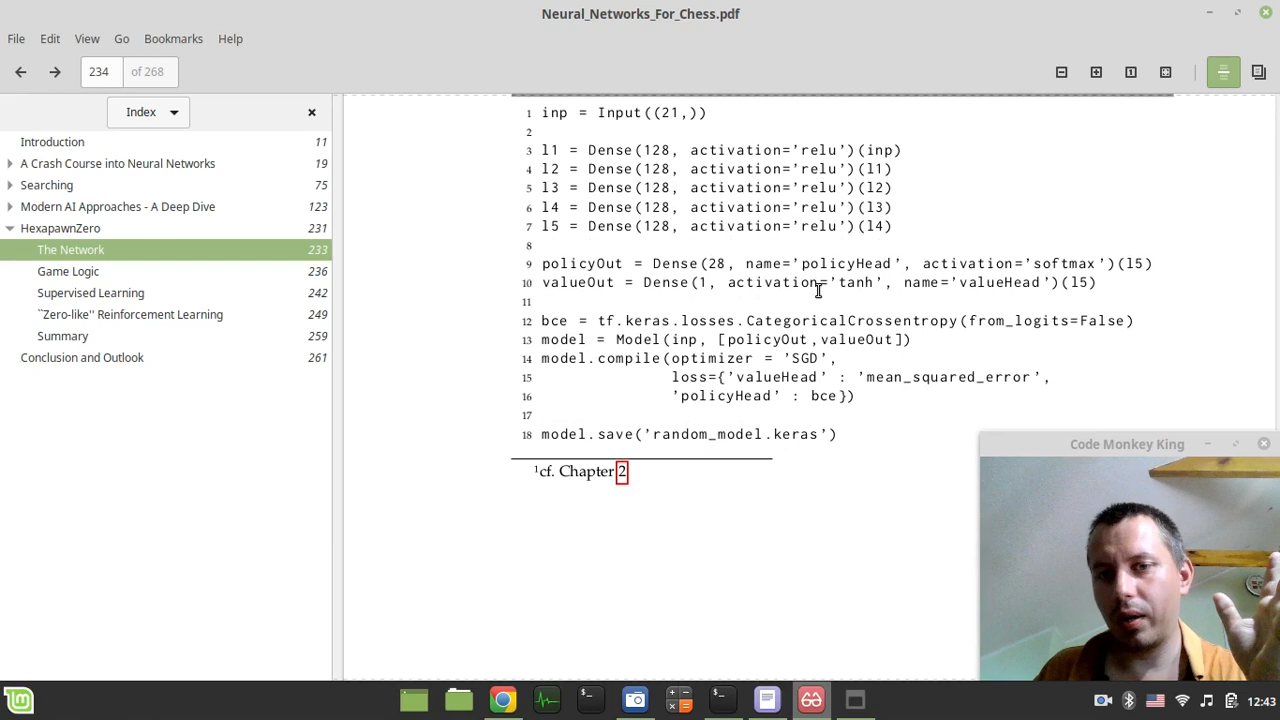 Neural_Networks_For_Chess.pdf
File Edit View Go Bookmarks Help
234 of 268
Index
Introduction 11
A Crash Course into Neural Networks 19
Searching 75
Modern AI Approaches - A Deep Dive 123
HexapawnZero 231
The Network 233
Game Logic 236
Supervised Learning 242
``Zero-like'' Reinforcement Learning 249
Summary 259
Conclusion and Outlook 261
1 inp = Input((21,))
2
3 l1 = Dense(128, activation='relu')(inp)
4 l2 = Dense(128, activation='relu')(l1)
5 l3 = Dense(128, activation='relu')(l2)
6 l4 = Dense(128, activation='relu')(l3)
7 l5 = Dense(128, activation='relu')(l4)
8
9 policyOut = Dense(28, name='policyHead', activation='softmax')(l5)
10 valueOut = Dense(1, activation='tanh', name='valueHead')(l5)
11
12 bce = tf.keras.losses.CategoricalCrossentropy(from_logits=False)
13 model = Model(inp, [policyOut,valueOut])
14 model.compile(optimizer = 'SGD',
15 loss={'valueHead' : 'mean_squared_error',
16 'policyHead' : bce})
17
18 model.save('random_model.keras')
1cf. Chapter 2
Code Monkey King
12:43